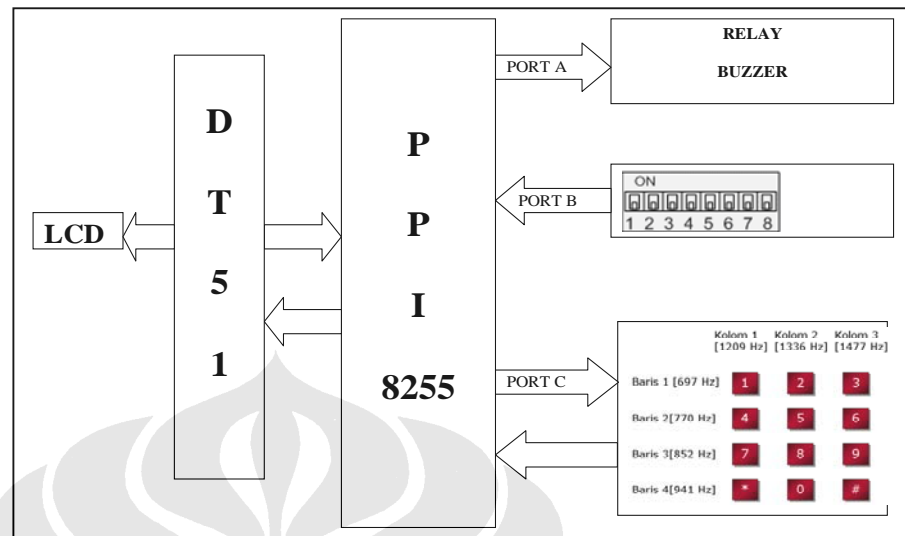 LCD
D
T
5
1
P
P
I
8255
PORT A
RELAY
BUZZER
PORT B
ON
1 2 3 4 5 6 7 8
PORT C
Kolom 1 Kolom 2 Kolom 3
[1209 Hz] [1336 Hz] [1477 Hz]
Baris 1 [697 Hz] 1 2 3
Baris 2[770 Hz] 4 5 6
Baris 3[852 Hz] 7 8 9
Baris 4[941 Hz] * 0 #